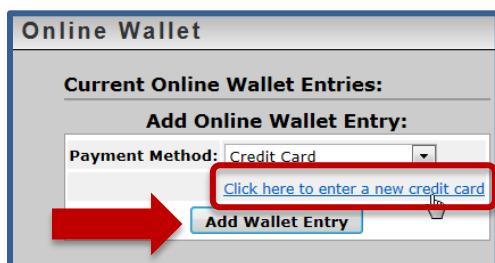 Online Wallet
Current Online Wallet Entries:
Add Online Wallet Entry:
Payment Method: Credit Card
Click here to enter a new credit card
Add Wallet Entry